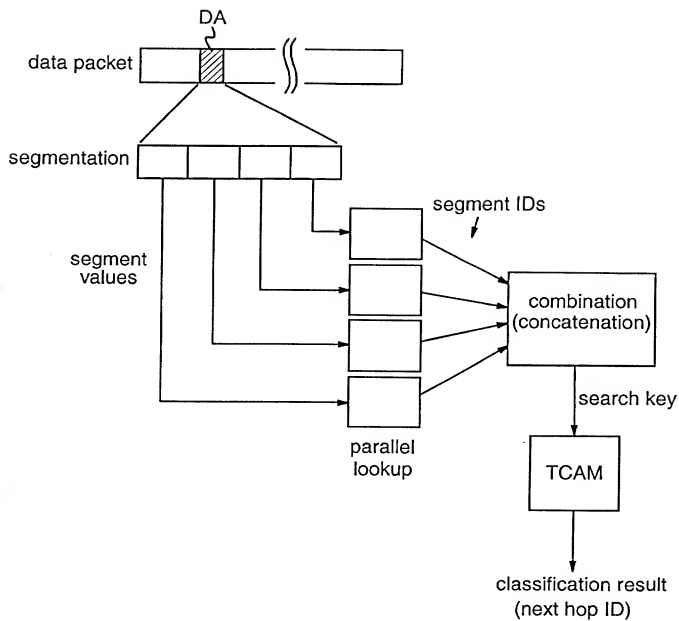 DA
data packet
segmentation
segment IDs
segment
values
combination
(concatenation)
search key
parallel
lookup
TCAM
classification result
(next hop ID)